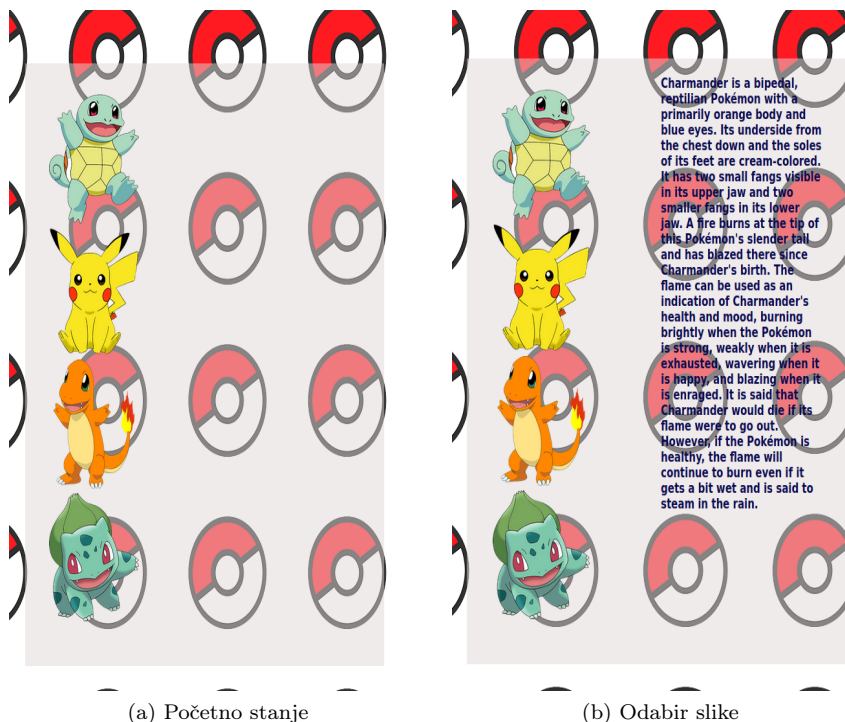 Charmander is a bipedal,
reptilian Pokémon with a
primarily orange body and
blue eyes. Its underside from
the chest down and the soles
of its feet are cream-colored.
It has two small fangs visible
in its upper jaw and two
smaller fangs in its lower
jaw. A fire burns at the tip of
this Pokémon's slender tail
and has blazed there since
Charmander's birth. The
flame can be used as an
indication of Charmander's
health and mood, burning
brightly when the Pokémon
is strong, weakly when it is
exhausted, wavering when it
is happy, and blazing when it
is enraged. It is said that
Charmander would die if its
flame were to go out.
However, if the Pokémon is
healthy, the flame will
continue to burn even if it
gets a bit wet and is said to
steam in the rain.
(a) Početno stanje
(b) Odabir slike